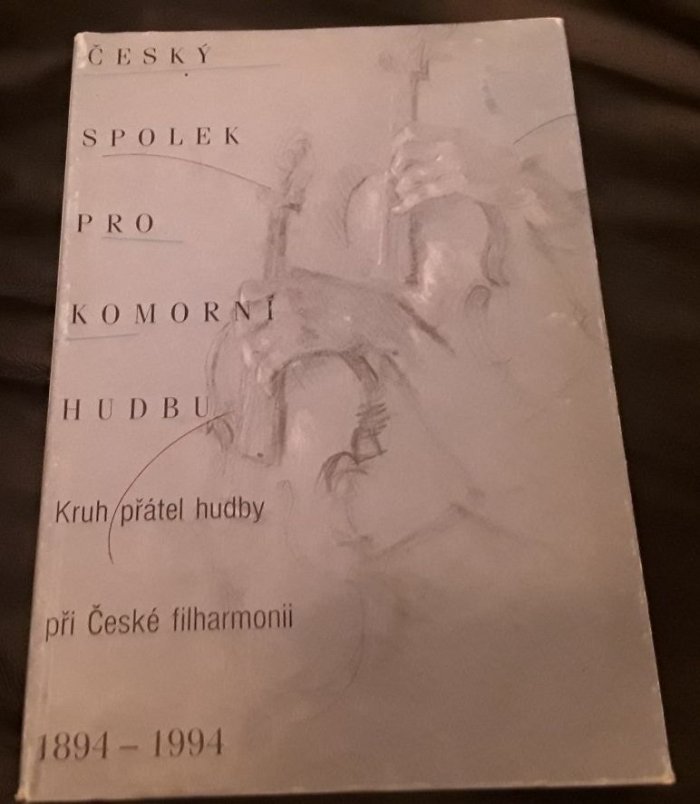 ČESKÝ
SPOLEK
PRO
KOMORNÍ
HUDBU
Kruh přátel hudby
při České filharmonii
1894 – 1994